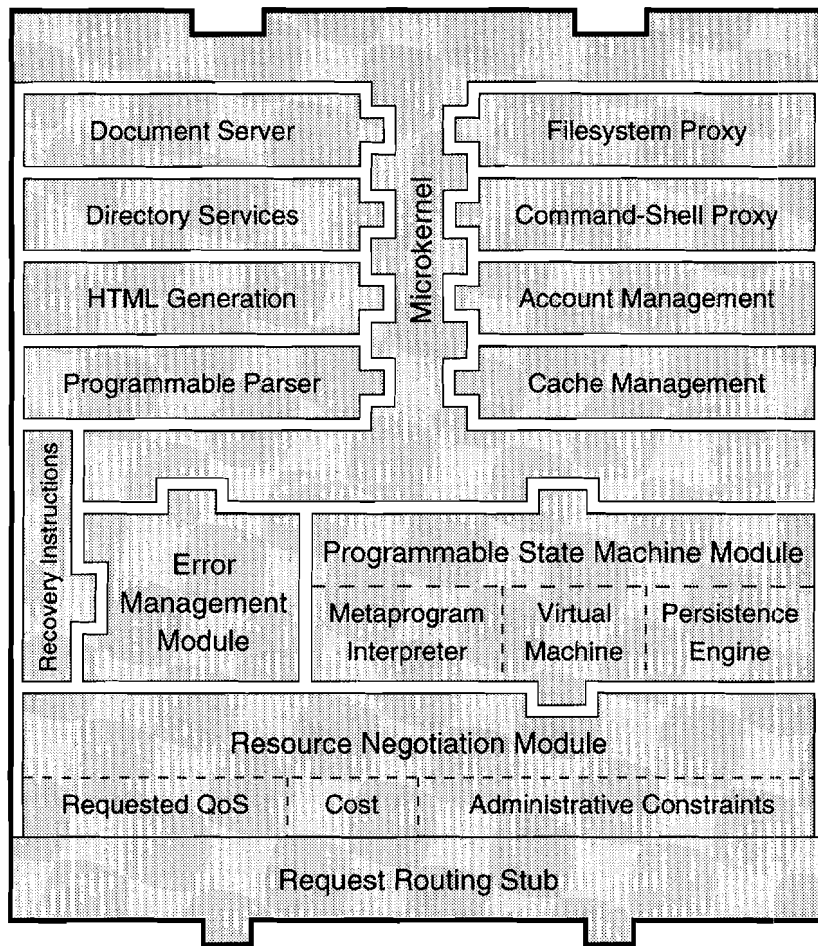 Document Server
Directory Services
HTML Generation
Programmable Parser
Microkernel
Filesystem Proxy
Command-Shell Proxy
Account Management
Cache Management
Recovery Instructions
Error
Management
Module
Programmable State Machine Module
Metaprogram
Interpreter
Virtual
Machine
Persistence
Engine
Resource Negotiation Module
Requested QoS
Cost
Administrative Constraints
Request Routing Stub